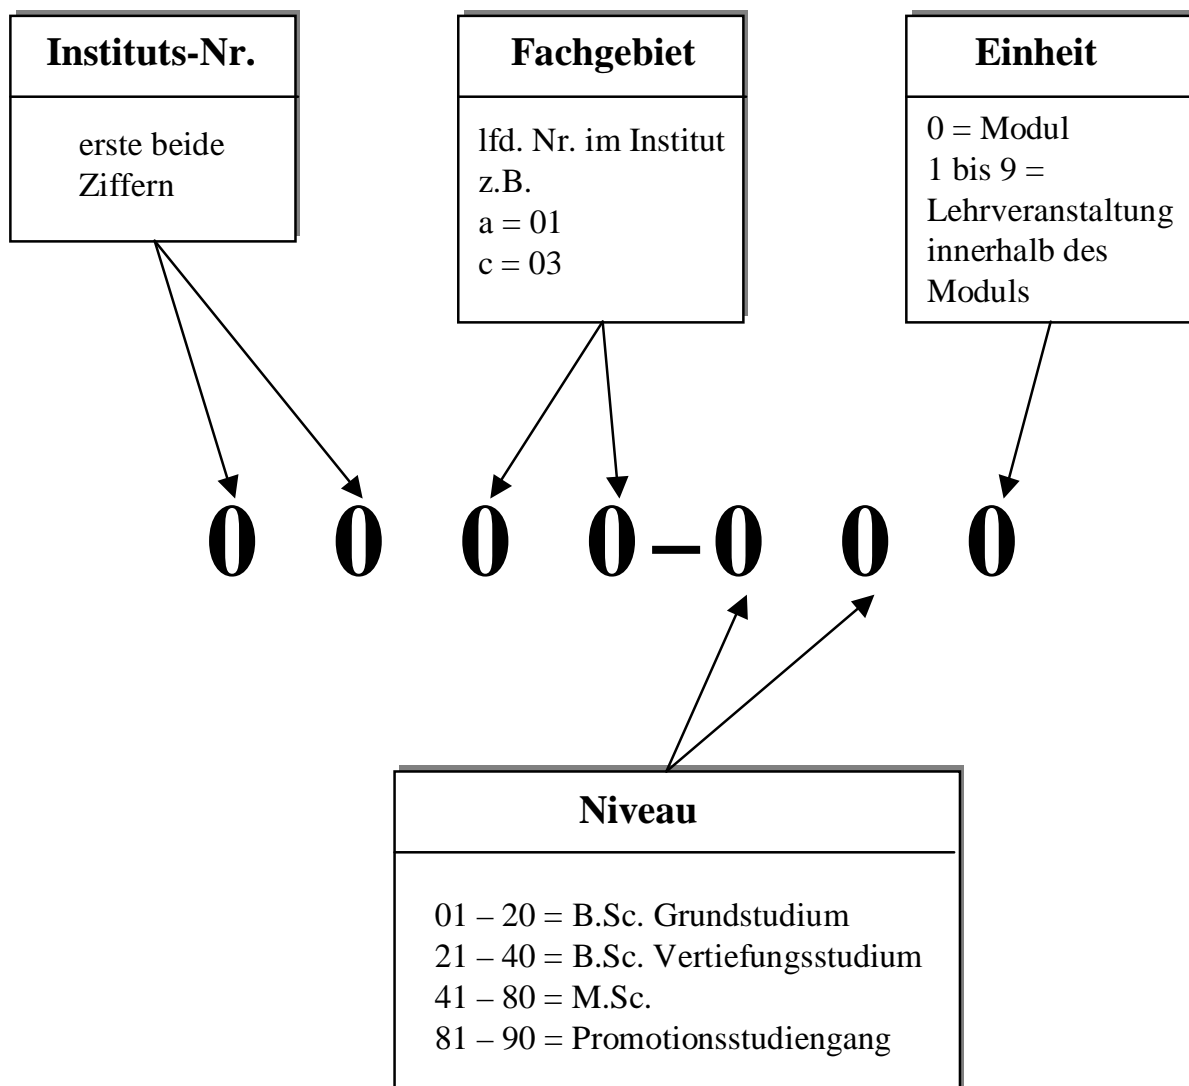 Instituts-Nr.
erste beide
Ziffern
Fachgebiet
lfd. Nr. im Institut
z.B.
a = 01
c = 03
Einheit
0 = Modul
1 bis 9 =
Lehrveranstaltung
innerhalb des
Moduls
0 0 0 0 – 0 0 0
Niveau
01 – 20 = B.Sc. Grundstudium
21 – 40 = B.Sc. Vertiefungsstudium
41 – 80 = M.Sc.
81 – 90 = Promotionsstudiengang